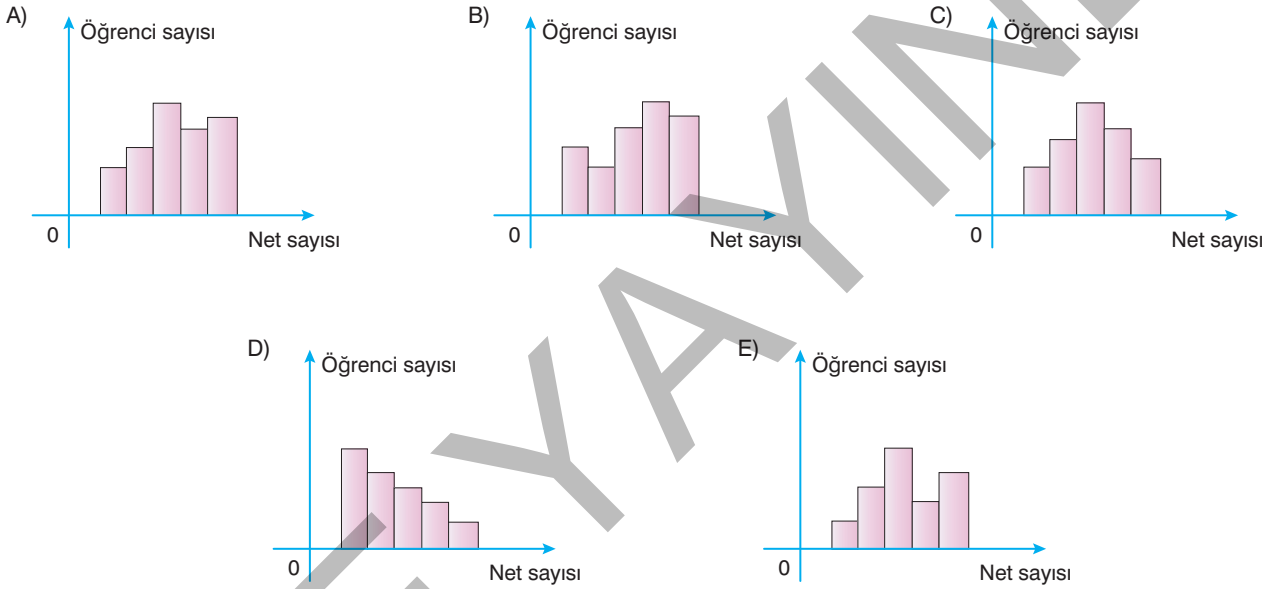 A)
Öğrenci sayısı
0
Net sayısı
B)
Öğrenci sayısı
0
Net sayısı
C)
Öğrenci sayısı
0
Net sayısı
D)
Öğrenci sayısı
0
Net sayısı
E)
Öğrenci sayısı
0
Net sayısı